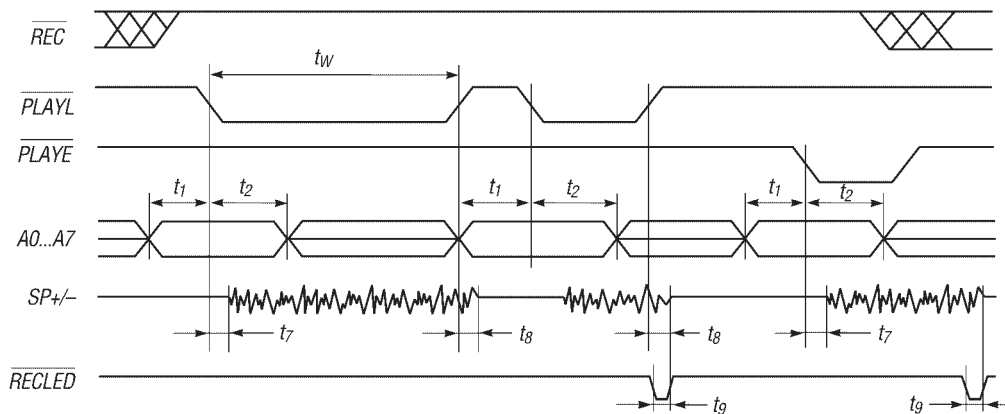 REC
tW
PLAYL
PLAYE
t1 t2 t1 t2 t1 t2
A0...A7
SP+/–
t7 t8 t8 t7
RECLED
t9 t9